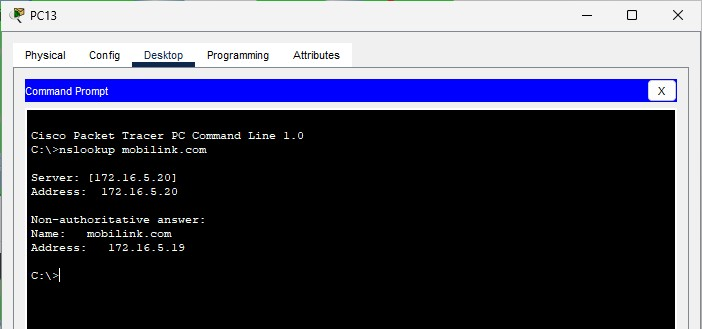 PC13
Physical Config Desktop Programming Attributes
Command Prompt X
Cisco Packet Tracer PC Command Line 1.0
C:\>nslookup mobilink.com
Server: [172.16.5.20]
Address:  172.16.5.20
Non-authoritative answer:
Name:   mobilink.com
Address:   172.16.5.19
C:\>